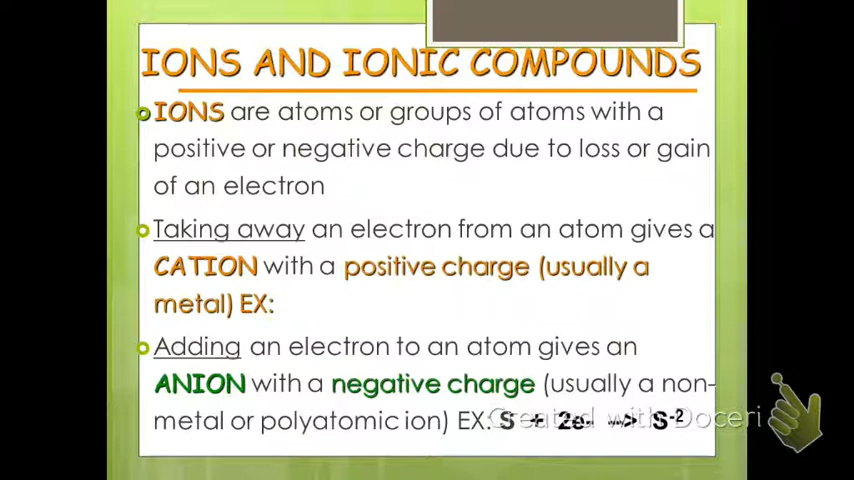 IONS AND IONIC COMPOUNDS
IONS are atoms or groups of atoms with a
positive or negative charge due to loss or gain
of an electron
Taking away an electron from an atom gives a
CATION with a positive charge (usually a
metal) EX:
Adding an electron to an atom gives an
ANION with a negative charge (usually a non-
metal or polyatomic ion) EX: S + 2e- --> S-2
Created with Doceri